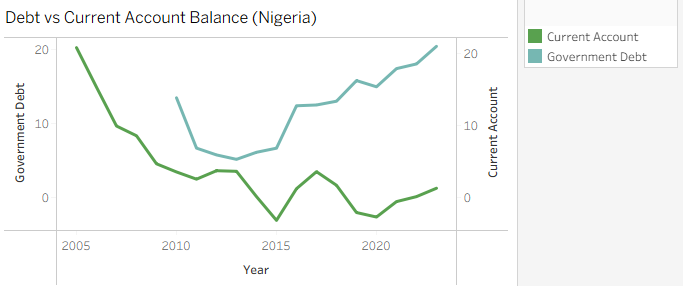 Debt vs Current Account Balance (Nigeria)
Current Account
Government Debt
Government Debt
20
10
0
20
10
0
Current Account
2005
2010
2015
2020
Year